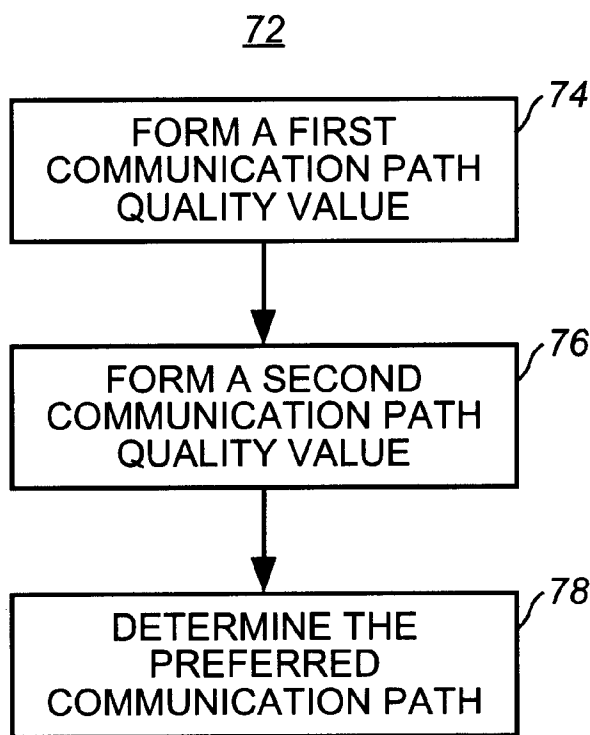 72
74
FORM A FIRST
COMMUNICATION PATH
QUALITY VALUE
76
FORM A SECOND
COMMUNICATION PATH
QUALITY VALUE
78
DETERMINE THE
PREFERRED
COMMUNICATION PATH